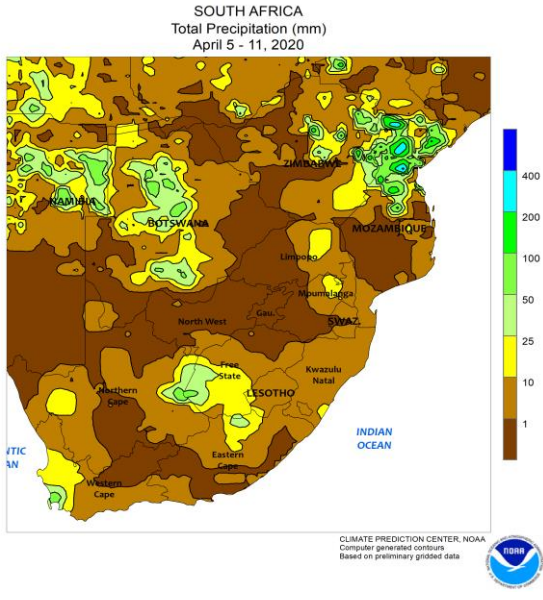 SOUTH AFRICA
Total Precipitation (mm)
April 5 - 11, 2020
ZIMBABWE
NAMIBIA
BOTSWANA
MOZAMBIQUE
Limpopo
Mpumalanga
North West
Gau.
SWAZ.
Free
State
Kwazulu
Natal
Northern
Cape
LESOTHO
Eastern
Cape
Western
Cape
NTIC
AN
INDIAN
OCEAN
400
200
100
50
25
10
1
CLIMATE PREDICTION CENTER, NOAA
Computer generated contours
Based on preliminary gridded data
NOAA